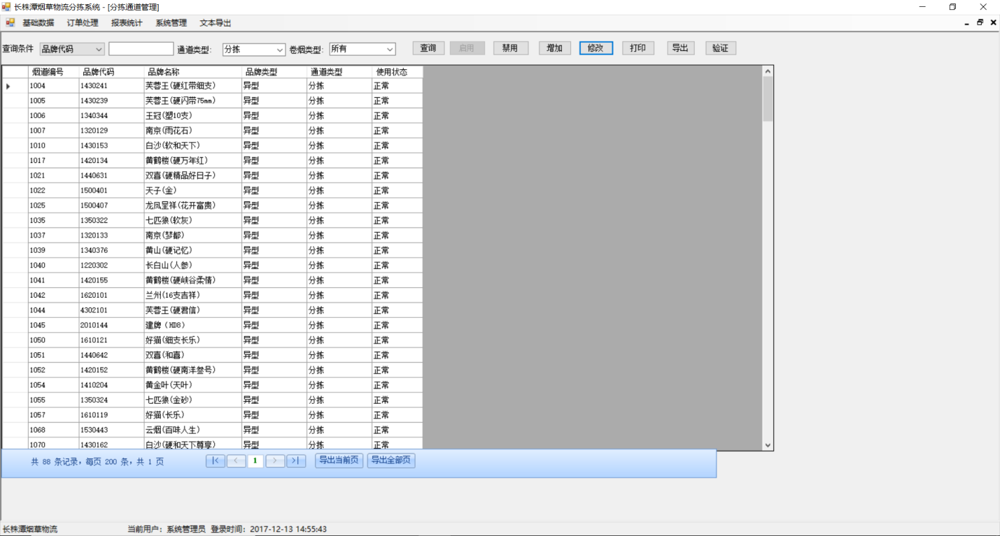 长株潭烟草物流分拣系统 - [分拣通道管理]
基础数据 订单处理 报表统计 系统管理 文本导出
查询条件 品牌代码 通道类型: 分拣 卷烟类型: 所有 查询 启用 禁用 增加 修改 打印 导出 验证
烟道编号 品牌代码 品牌名称 品牌类型 通道类型 使用状态
1004 1430241 芙蓉王(硬红带细支) 异型 分拣 正常
1005 1430239 芙蓉王(硬闪带75mm) 异型 分拣 正常
1006 1340344 王冠(塑10支) 异型 分拣 正常
1007 1320129 南京(雨花石) 异型 分拣 正常
1010 1430153 白沙(软和天下) 异型 分拣 正常
1017 1420134 黄鹤楼(硬万年红) 异型 分拣 正常
1021 1440631 双喜(硬精品好日子) 异型 分拣 正常
1022 1500401 天子(金) 异型 分拣 正常
1025 1500407 龙凤呈祥(花开富贵) 异型 分拣 正常
1035 1350322 七匹狼(软灰) 异型 分拣 正常
1037 1320133 南京(梦都) 异型 分拣 正常
1039 1340376 黄山(硬记忆) 异型 分拣 正常
1040 1220302 长白山(人参) 异型 分拣 正常
1041 1420155 黄鹤楼(硬峡谷柔情) 异型 分拣 正常
1042 1620101 兰州(16支吉祥) 异型 分拣 正常
1044 4302101 芙蓉王(硬君信) 异型 分拣 正常
1045 2010144 建牌（HD8） 异型 分拣 正常
1050 1610121 好猫(细支长乐) 异型 分拣 正常
1051 1440642 双喜(和喜) 异型 分拣 正常
1052 1420152 黄鹤楼(硬南洋叁号) 异型 分拣 正常
1054 1410204 黄金叶(天叶) 异型 分拣 正常
1055 1350324 七匹狼(金砂) 异型 分拣 正常
1057 1610119 好猫(长乐) 异型 分拣 正常
1068 1530443 云烟(百味人生) 异型 分拣 正常
1070 1430162 白沙(硬和天下尊享) 异型 分拣 正常
共 88 条记录，每页 200 条，共 1 页 |< < 1 > >| 导出当前页 导出全部页
长株潭烟草物流 当前用户：系统管理员 登录时间：2017-12-13 14:55:43